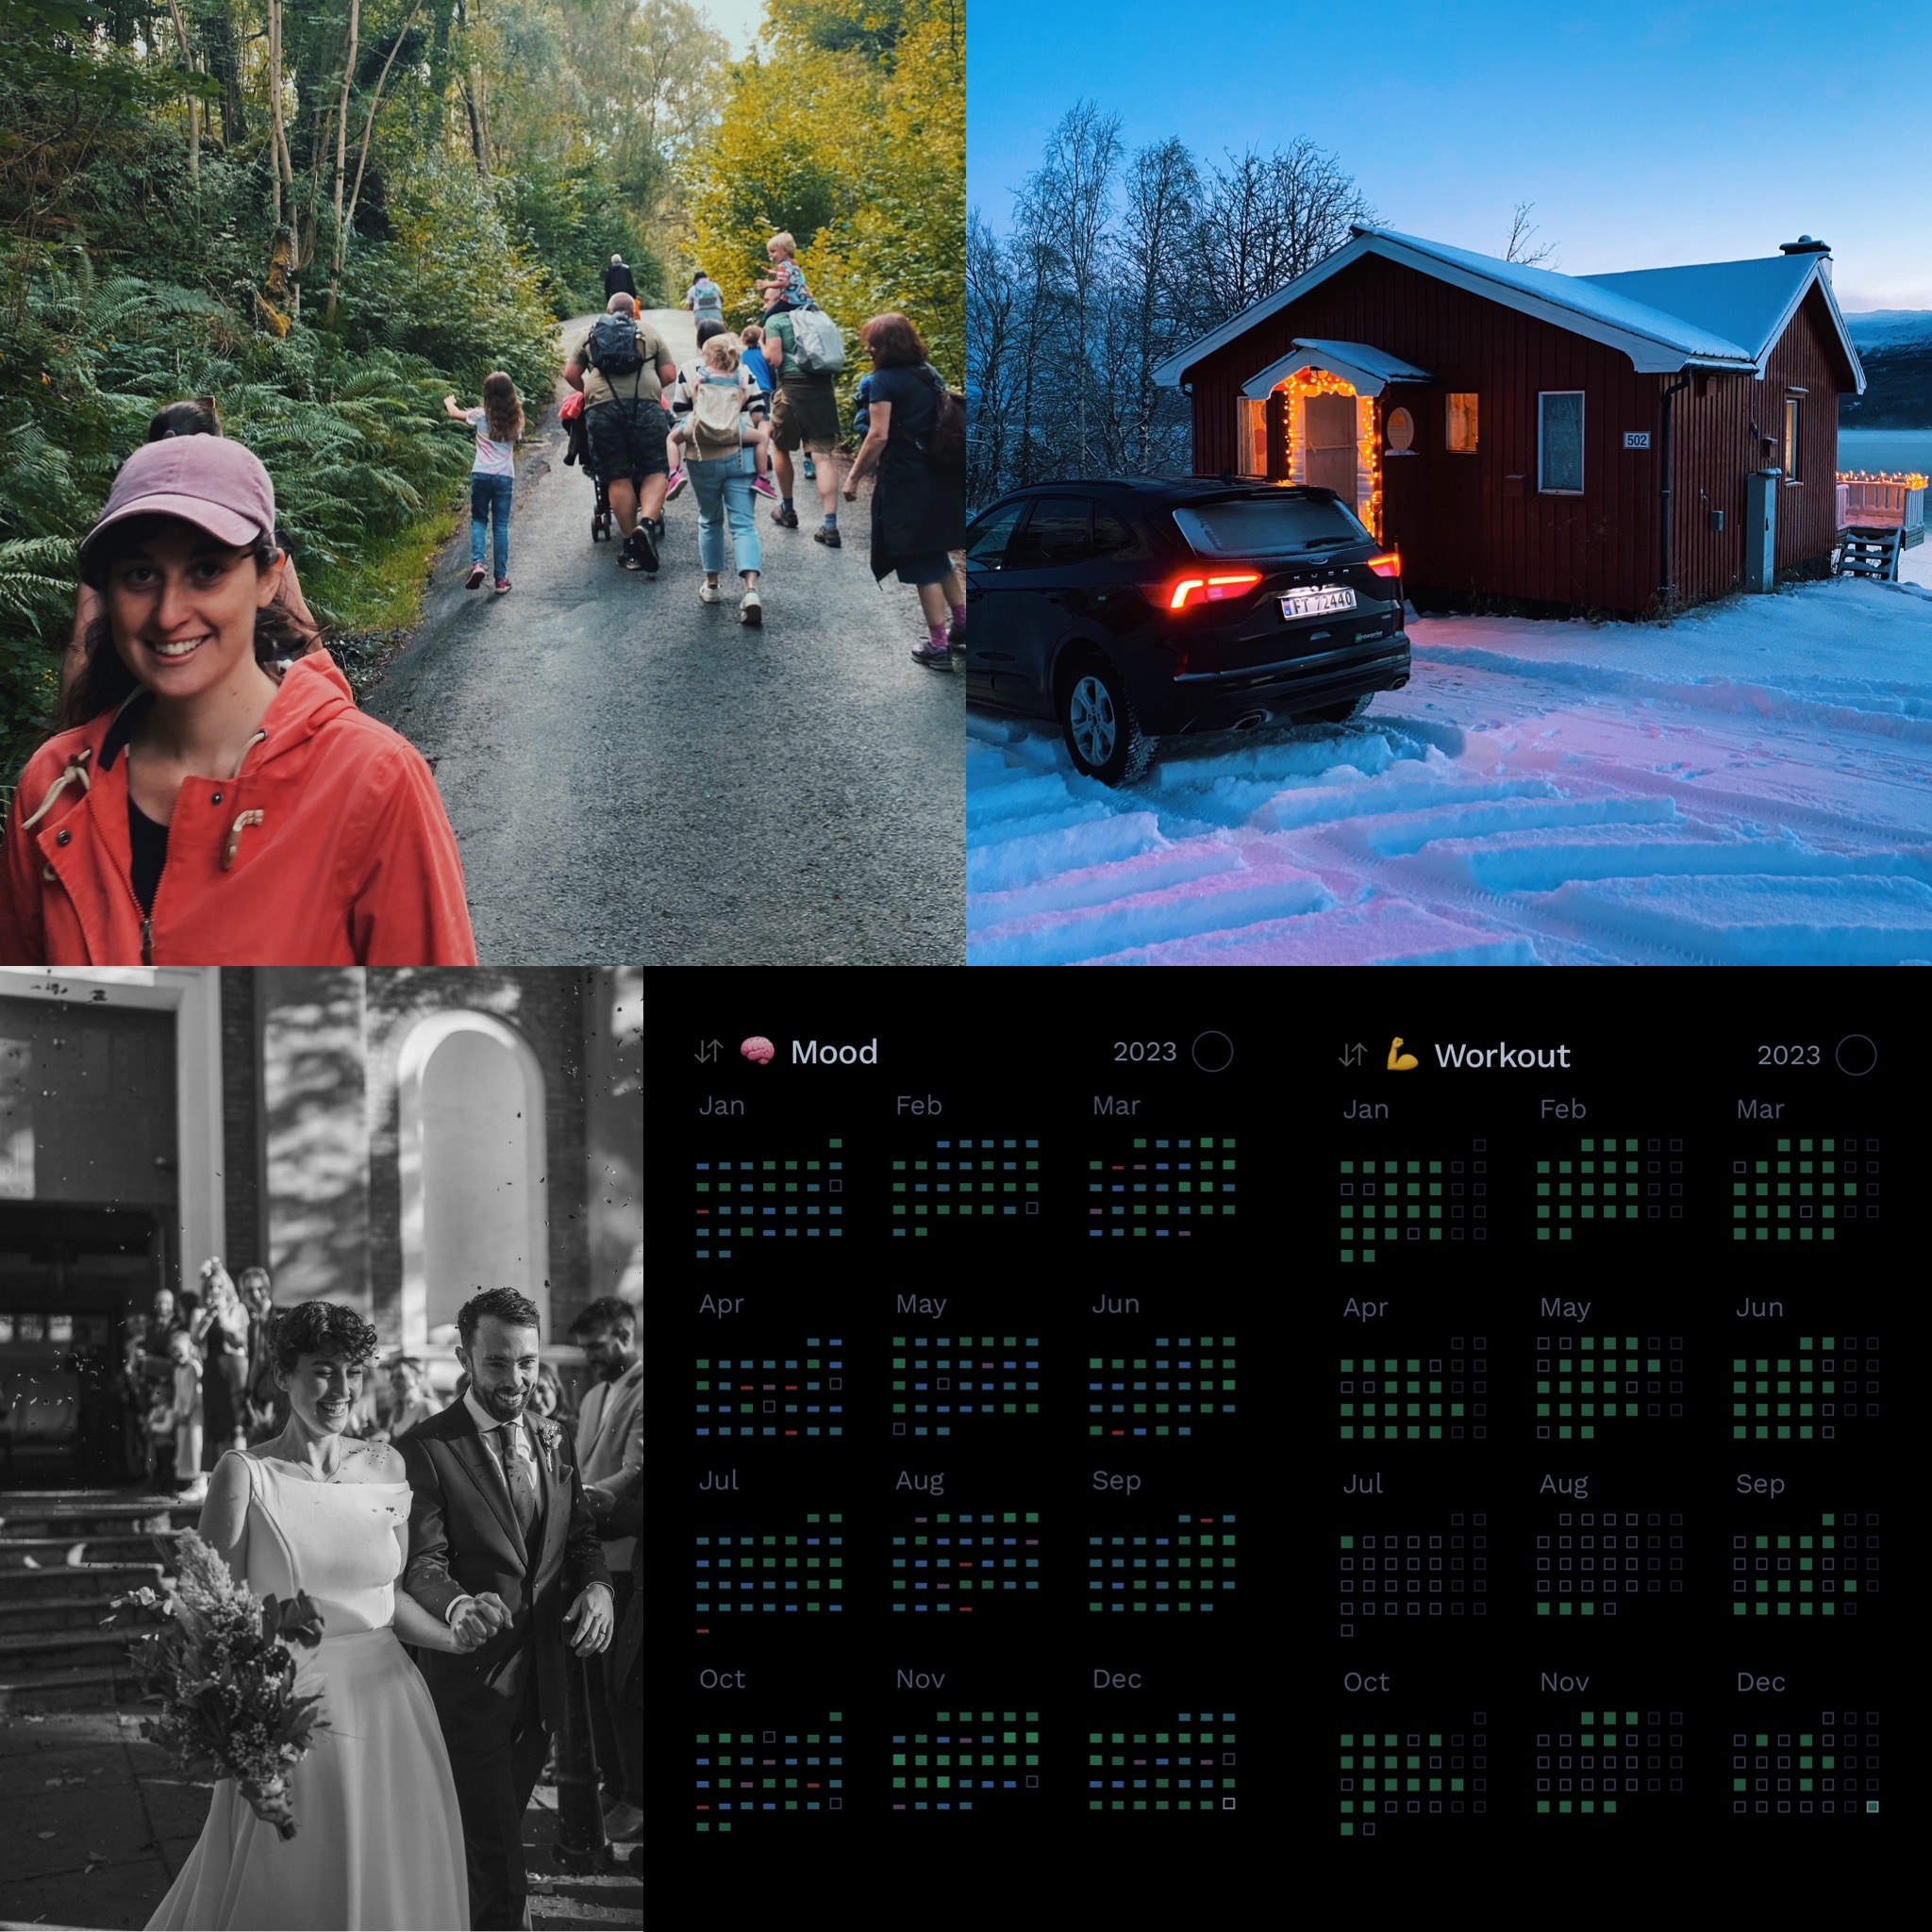 502
KUGA
FT 72440
Mood 2023
Jan Feb Mar
Apr May Jun
Jul Aug Sep
Oct Nov Dec
Workout 2023
Jan Feb Mar
Apr May Jun
Jul Aug Sep
Oct Nov Dec